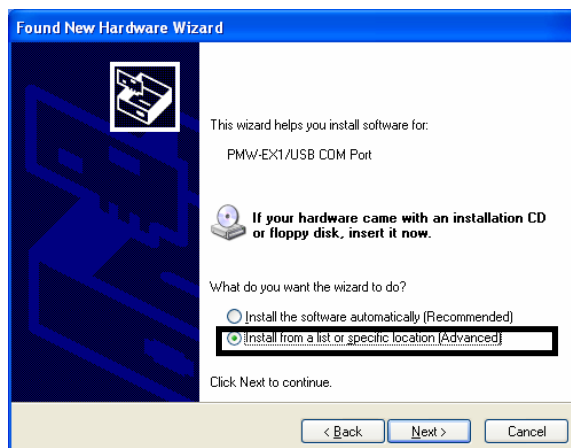 Found New Hardware Wizard
This wizard helps you install software for:
PMW-EX1/USB COM Port
If your hardware came with an installation CD
or floppy disk, insert it now.
What do you want the wizard to do?
Install the software automatically (Recommended)
Install from a list or specific location (Advanced)
Click Next to continue.
< Back
Next >
Cancel